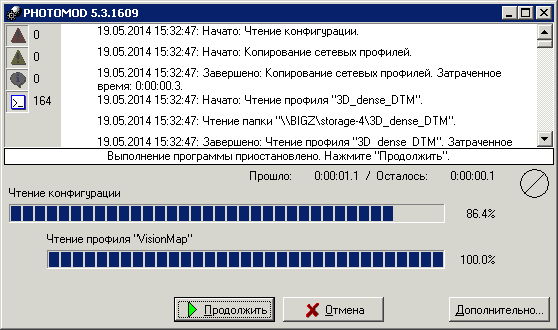 PHOTOMOD 5.3.1609
0
0
0
164
19.05.2014 15:32:47: Начато: Чтение конфигурации.
19.05.2014 15:32:47: Начато: Копирование сетевых профилей.
19.05.2014 15:32:47: Завершено: Копирование сетевых профилей. Затраченное
время: 0:00:00.3.
19.05.2014 15:32:47: Начато: Чтение профиля "3D_dense_DTM".
19.05.2014 15:32:47: Чтение папки "\\BIGZ\storage-4\3D_dense_DTM".
19.05.2014 15:32:47: Завершено: Чтение профиля "3D_dense_DTM". Затраченное
Выполнение программы приостановлено. Нажмите "Продолжить".
Прошло: 0:00:01.1 / Осталось: 0:00:00.1
Чтение конфигурации
86.4%
Чтение профиля "VisionMap"
100.0%
Продолжить
Отмена
Дополнительно...